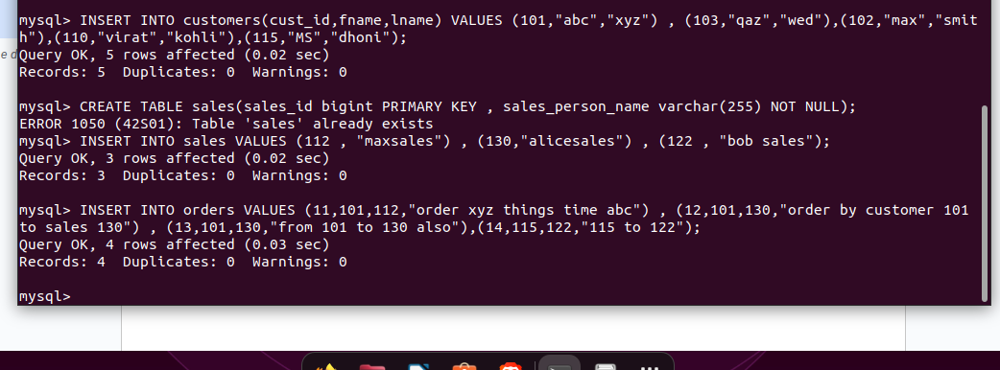 mysql> INSERT INTO customers(cust_id,fname,lname) VALUES (101,"abc","xyz") , (103,"qaz","wed"),(102,"max","smit
h"),(110,"virat","kohli"),(115,"MS","dhoni");
Query OK, 5 rows affected (0.02 sec)
Records: 5  Duplicates: 0  Warnings: 0
mysql> CREATE TABLE sales(sales_id bigint PRIMARY KEY , sales_person_name varchar(255) NOT NULL);
ERROR 1050 (42S01): Table 'sales' already exists
mysql> INSERT INTO sales VALUES (112 , "maxsales") , (130,"alicesales") , (122 , "bob sales");
Query OK, 3 rows affected (0.02 sec)
Records: 3  Duplicates: 0  Warnings: 0
mysql> INSERT INTO orders VALUES (11,101,112,"order xyz things time abc") , (12,101,130,"order by customer 101
to sales 130") , (13,101,130,"from 101 to 130 also"),(14,115,122,"115 to 122");
Query OK, 4 rows affected (0.03 sec)
Records: 4  Duplicates: 0  Warnings: 0
mysql>